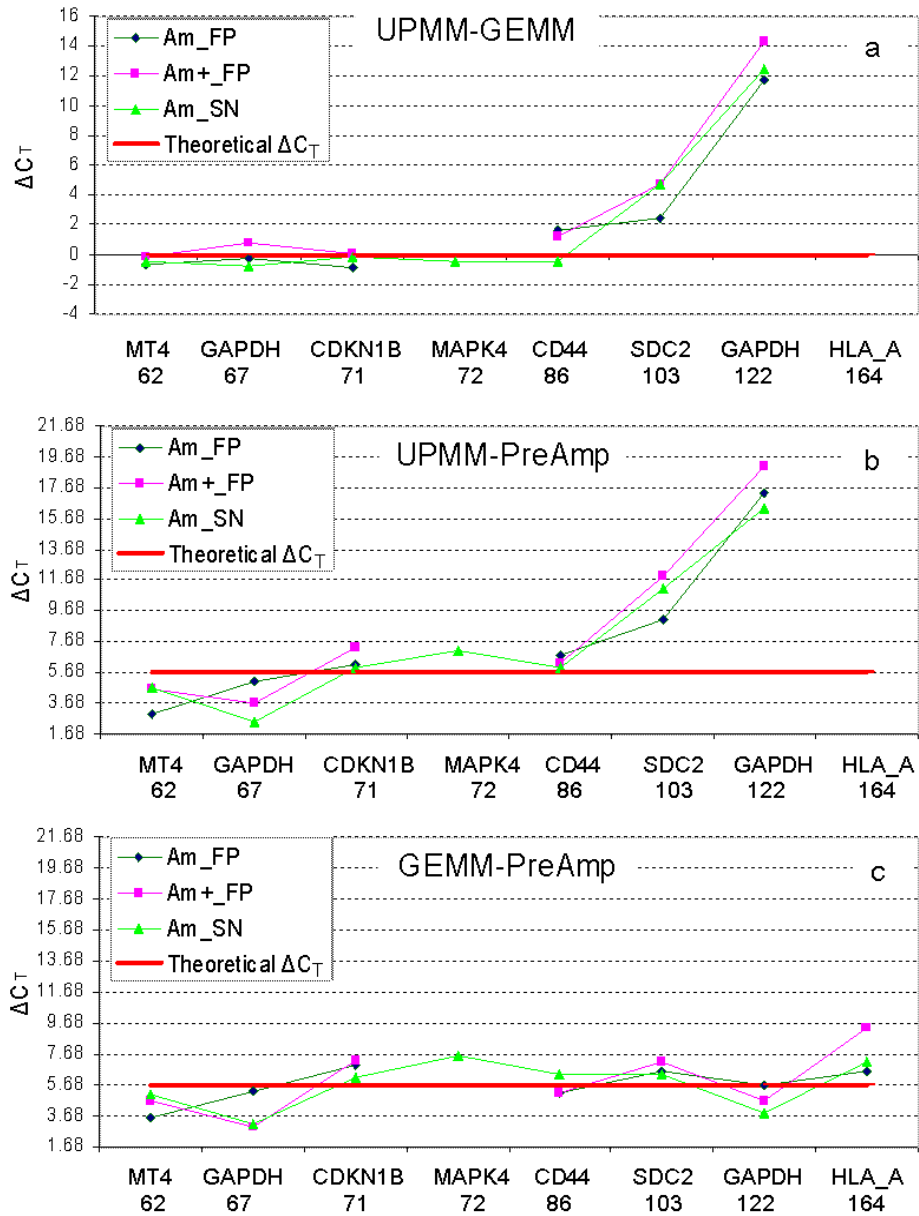 UPMM-GEMM
a
Am_FP
Am+_FP
Am_SN
Theoretical ΔCT
ΔCT
16
14
12
10
8
6
4
2
0
-2
-4
MT4 GAPDH CDKN1B MAPK4 CD44 SDC2 GAPDH HLA_A
62 67 71 72 86 103 122 164
UPMM-PreAmp
b
Am_FP
Am+_FP
Am_SN
Theoretical ΔCT
ΔCT
21.68
19.68
17.68
15.68
13.68
11.68
9.68
7.68
5.68
3.68
1.68
MT4 GAPDH CDKN1B MAPK4 CD44 SDC2 GAPDH HLA_A
62 67 71 72 86 103 122 164
GEMM-PreAmp
c
Am_FP
Am+_FP
Am_SN
Theoretical ΔCT
ΔCT
21.68
19.68
17.68
15.68
13.68
11.68
9.68
7.68
5.68
3.68
1.68
MT4 GAPDH CDKN1B MAPK4 CD44 SDC2 GAPDH HLA_A
62 67 71 72 86 103 122 164